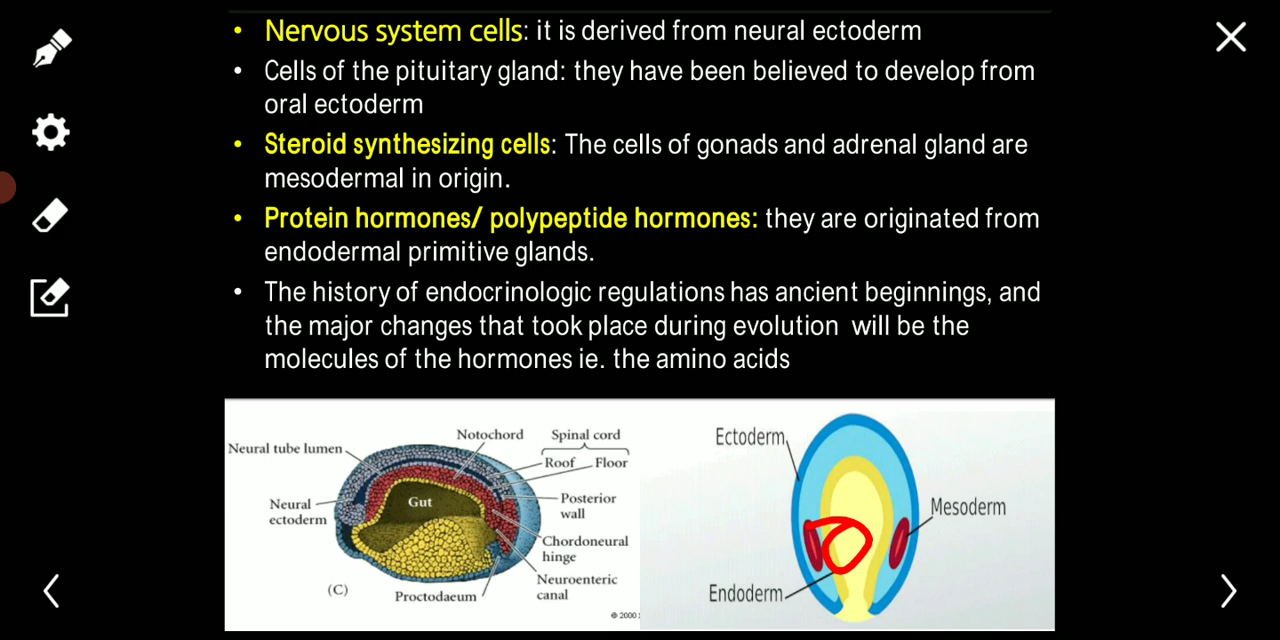 • Nervous system cells: it is derived from neural ectoderm
• Cells of the pituitary gland: they have been believed to develop from
oral ectoderm
• Steroid synthesizing cells: The cells of gonads and adrenal gland are
mesodermal in origin.
• Protein hormones/ polypeptide hormones: they are originated from
endodermal primitive glands.
• The history of endocrinologic regulations has ancient beginnings, and
the major changes that took place during evolution will be the
molecules of the hormones ie. the amino acids
Neural tube lumen
Notochord
Spinal cord
Roof
Floor
Neural
ectoderm
Gut
Posterior
wall
Chordoneural
hinge
Neuroenteric
canal
Proctodaeum
(C)
© 2000
Ectoderm
Mesoderm
Endoderm